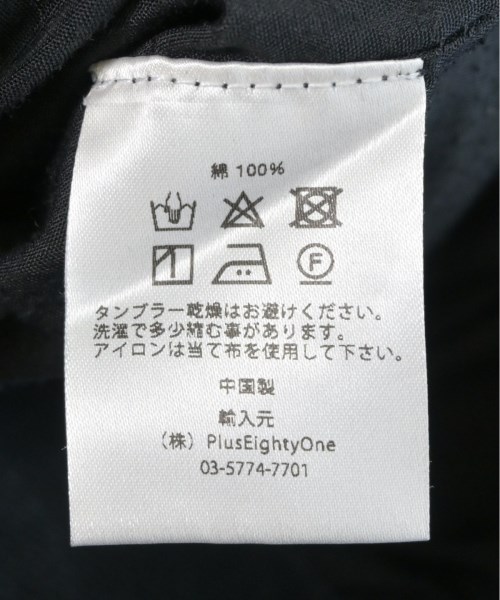 綿 100%
F
タンブラー乾燥はお避けください。
洗濯で多少縮む事があります。
アイロンは当て布を使用して下さい。
中国製
輸入元
（株）PlusEightyOne
03-5774-7701